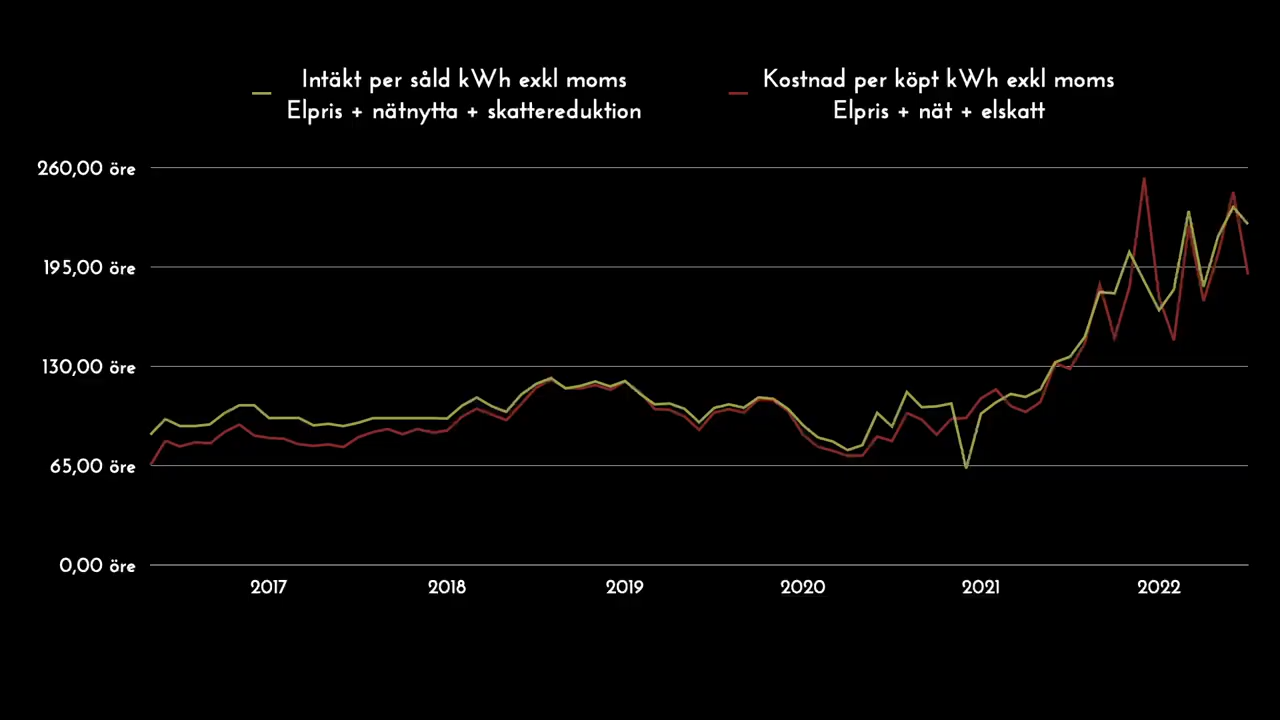 Intäkt per såld kWh exkl moms
Elpris + nätnytta + skattereduktion
Kostnad per köpt kWh exkl moms
Elpris + nät + elskatt
260,00 öre
195,00 öre
130,00 öre
65,00 öre
0,00 öre
2017 2018 2019 2020 2021 2022